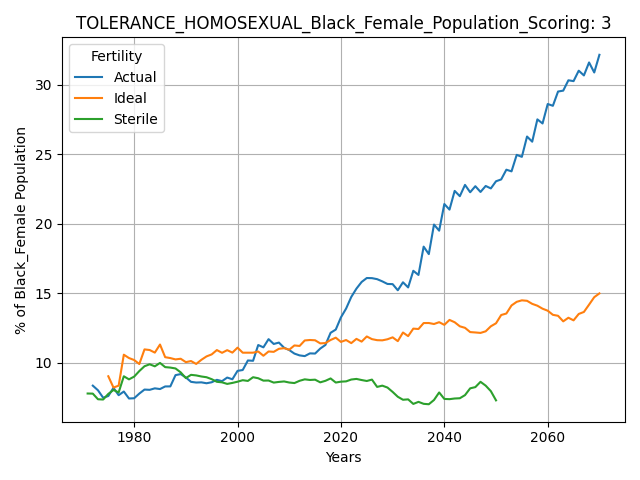 TOLERANCE_HOMOSEXUAL_Black_Female_Population_Scoring: 3
Fertility
Actual
Ideal
Sterile
% of Black_Female Population
30
25
20
15
10
1980 2000 2020 2040 2060
Years